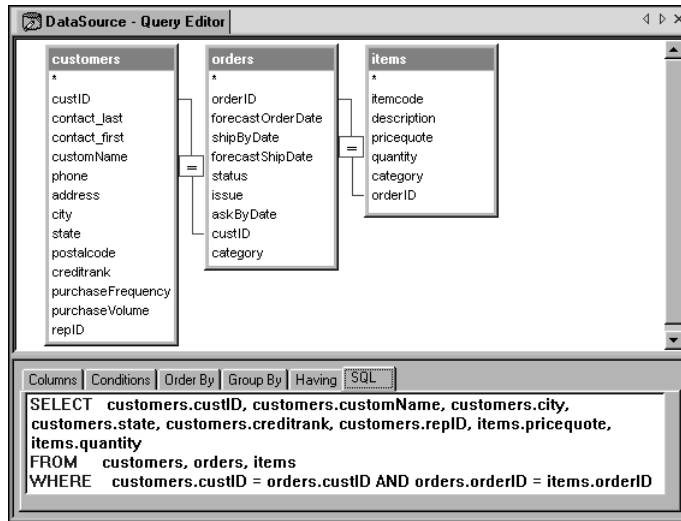 DataSource - Query Editor
customers
*
custID
contact_last
contact_first
customName
phone
address
city
state
postalcode
creditrank
purchaseFrequency
purchaseVolume
repID
=
orders
*
orderID
forecastOrderDate
shipByDate
forecastShipDate
status
issue
askByDate
custID
category
=
items
*
itemcode
description
pricequote
quantity
category
orderID
Columns Conditions Order By Group By Having SQL
SELECT customers.custID, customers.customName, customers.city,
customers.state, customers.creditrank, customers.repID, items.pricequote,
items.quantity
FROM customers, orders, items
WHERE customers.custID = orders.custID AND orders.orderID = items.orderID